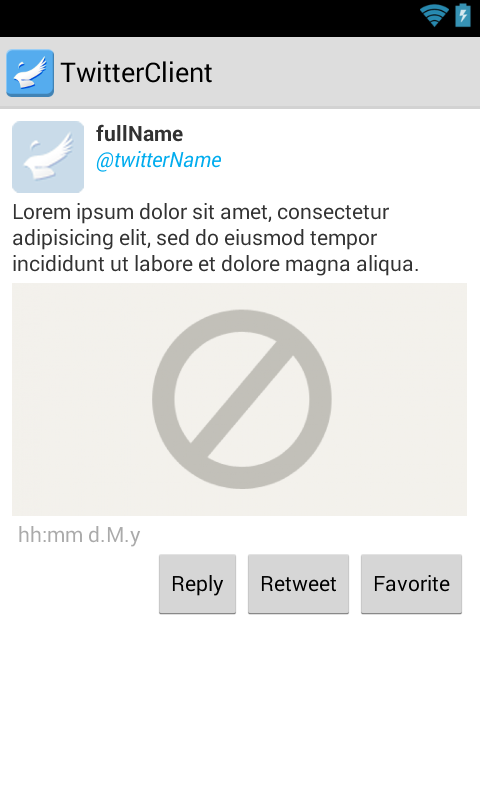 TwitterClient
fullName
@twitterName
Lorem ipsum dolor sit amet, consectetur
adipisicing elit, sed do eiusmod tempor
incididunt ut labore et dolore magna aliqua.
hh:mm d.M.y
Reply Retweet Favorite